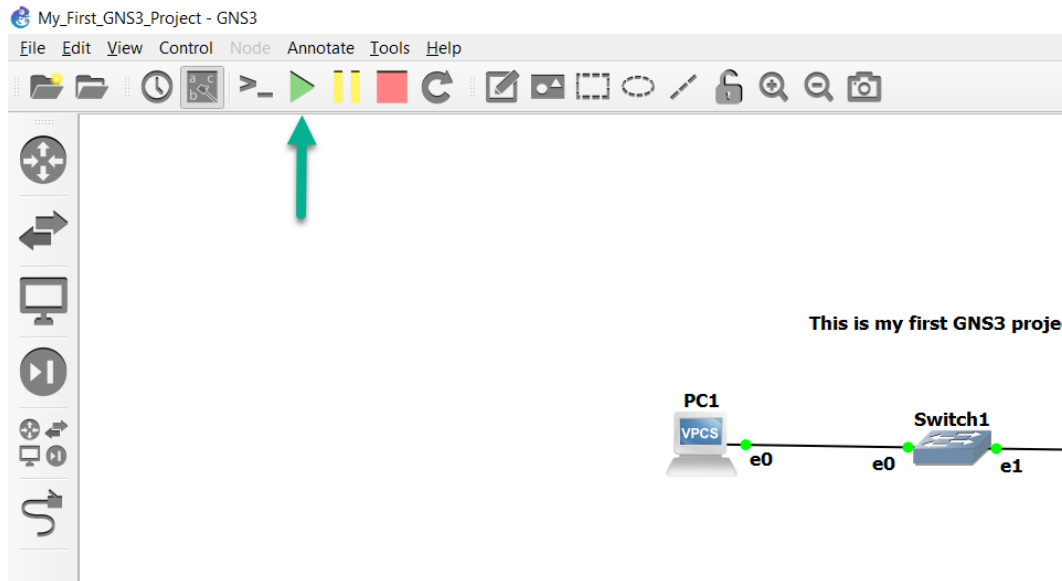 My_First_GNS3_Project - GNS3
File Edit View Control Node Annotate Tools Help
This is my first GNS3 proje
PC1
VPCS
Switch1
e0
e0
e1